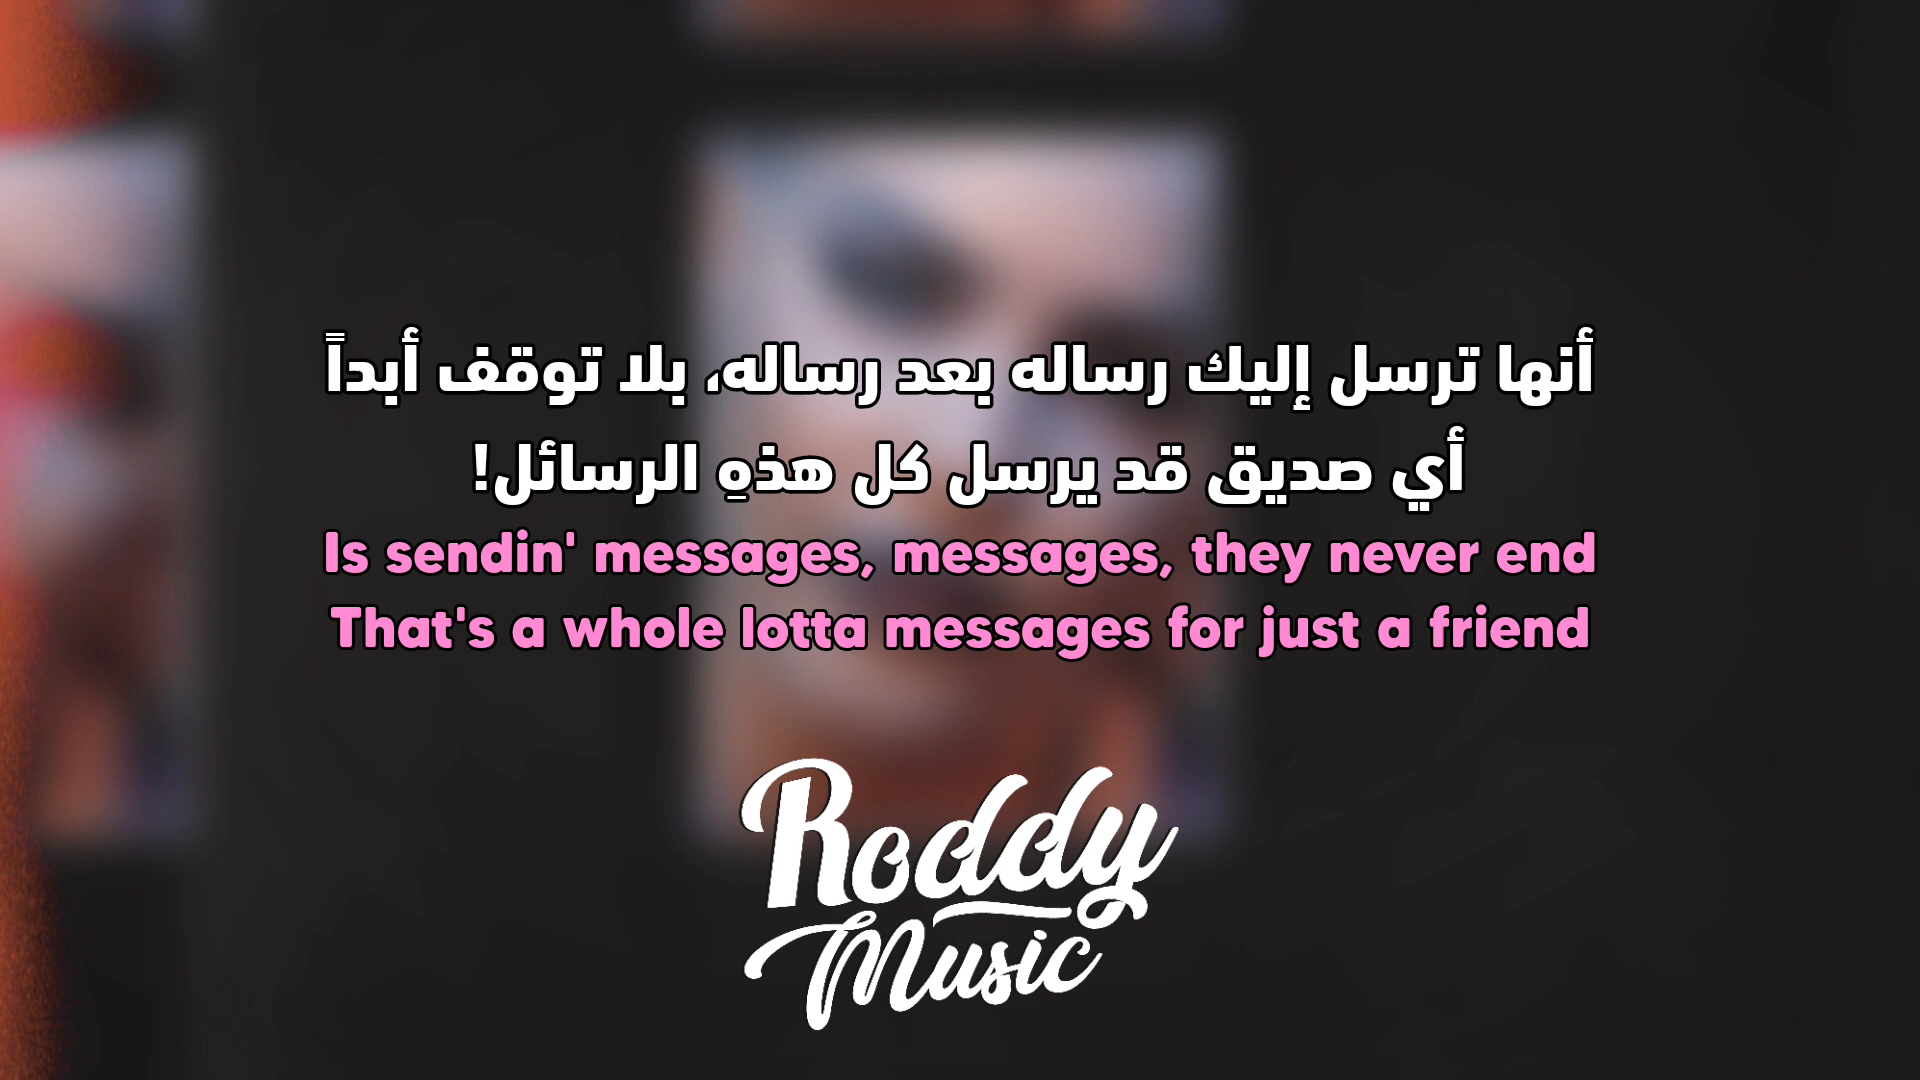 أنها ترسل إليك رساله بعد رساله، بلا توقف أبداً
أي صديق قد يرسل كل هذهِ الرسائل!
Is sendin' messages, messages, they never end
That's a whole lotta messages for just a friend
Roddy
Music